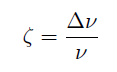 ζ = Δν / ν